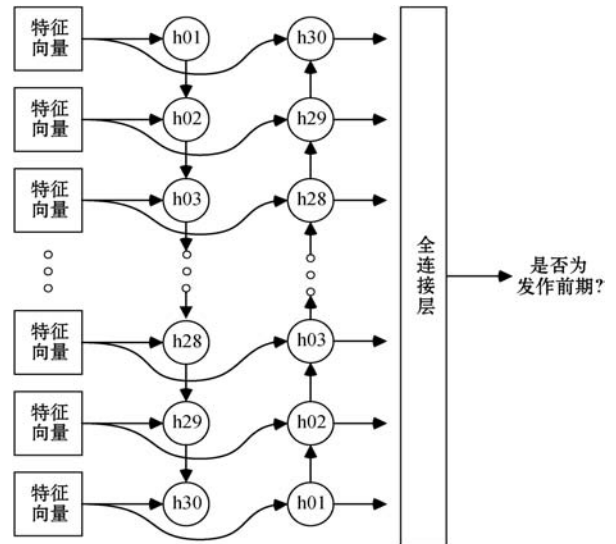 特征
向量
h01
h30
特征
向量
h02
h29
特征
向量
h03
h28
全连接层
是否为
发作前期?
特征
向量
h28
h03
特征
向量
h29
h02
特征
向量
h30
h01